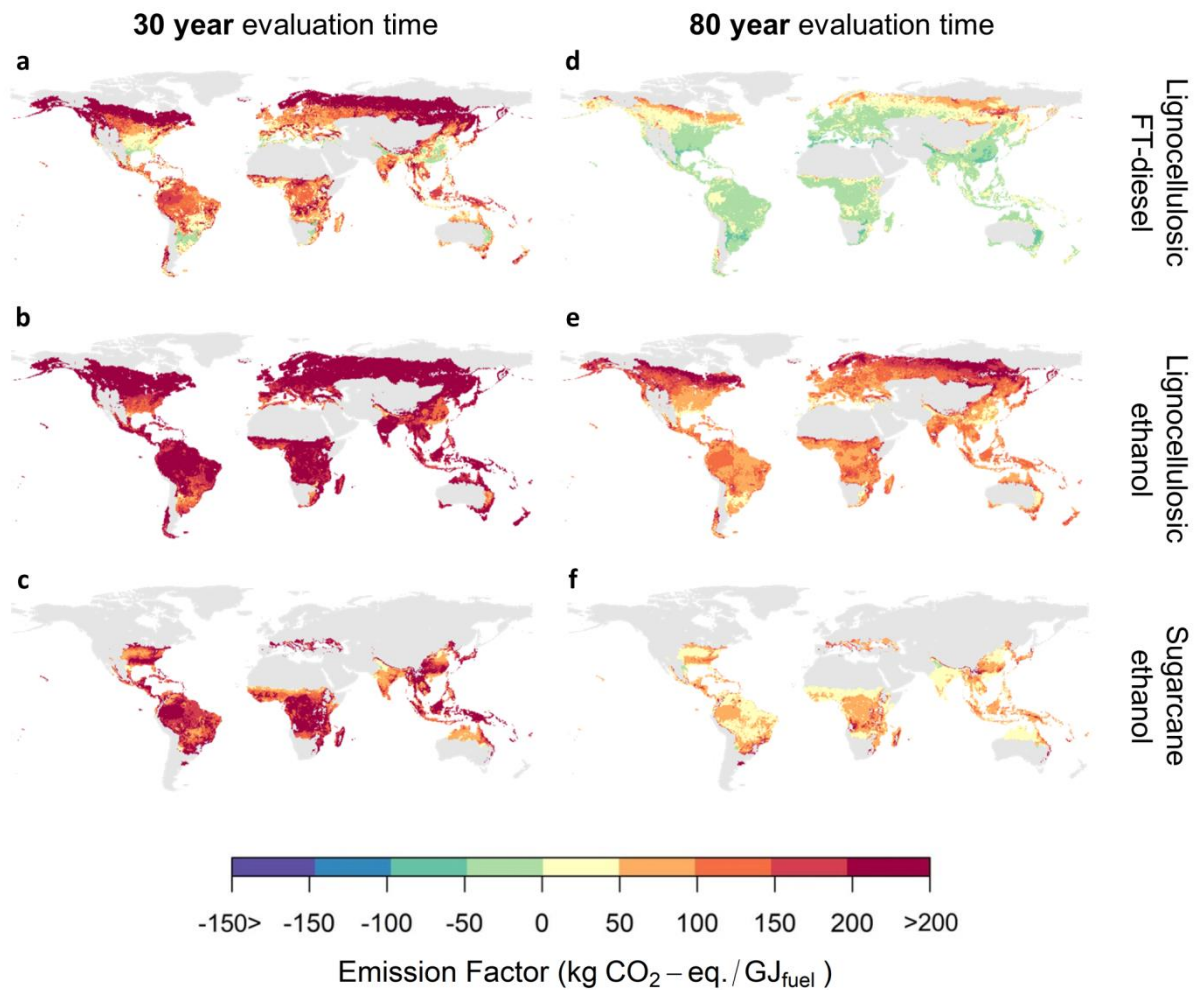 30 year evaluation time
80 year evaluation time
a
d
Lignocellulosic
FT-diesel
b
e
Lignocellulosic
ethanol
c
f
Sugarcane
ethanol
-150> -150 -100 -50 0 50 100 150 200 >200
Emission Factor (kg CO₂ – eq. / GJfuel )